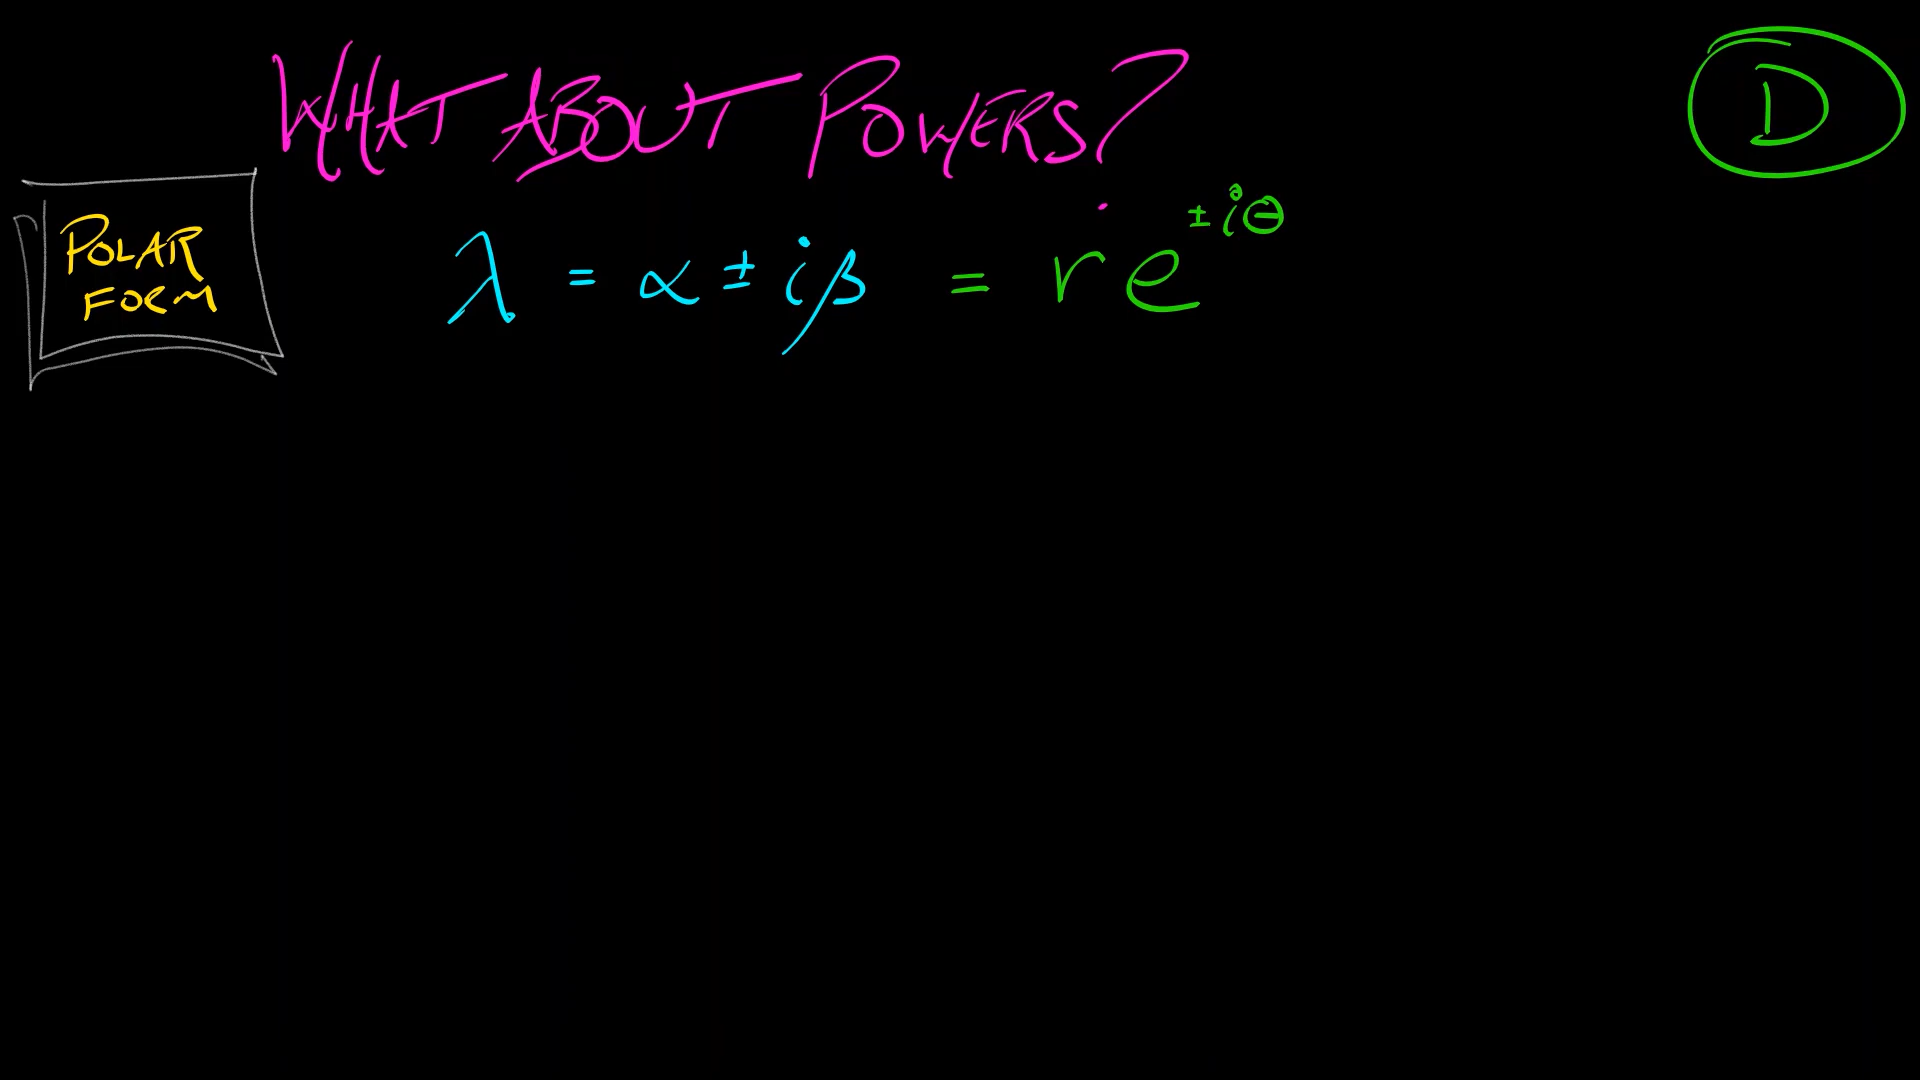 WHAT ABOUT POWERS?
D
POLAR
FORM
λ = α ± iβ = re^{±iθ}